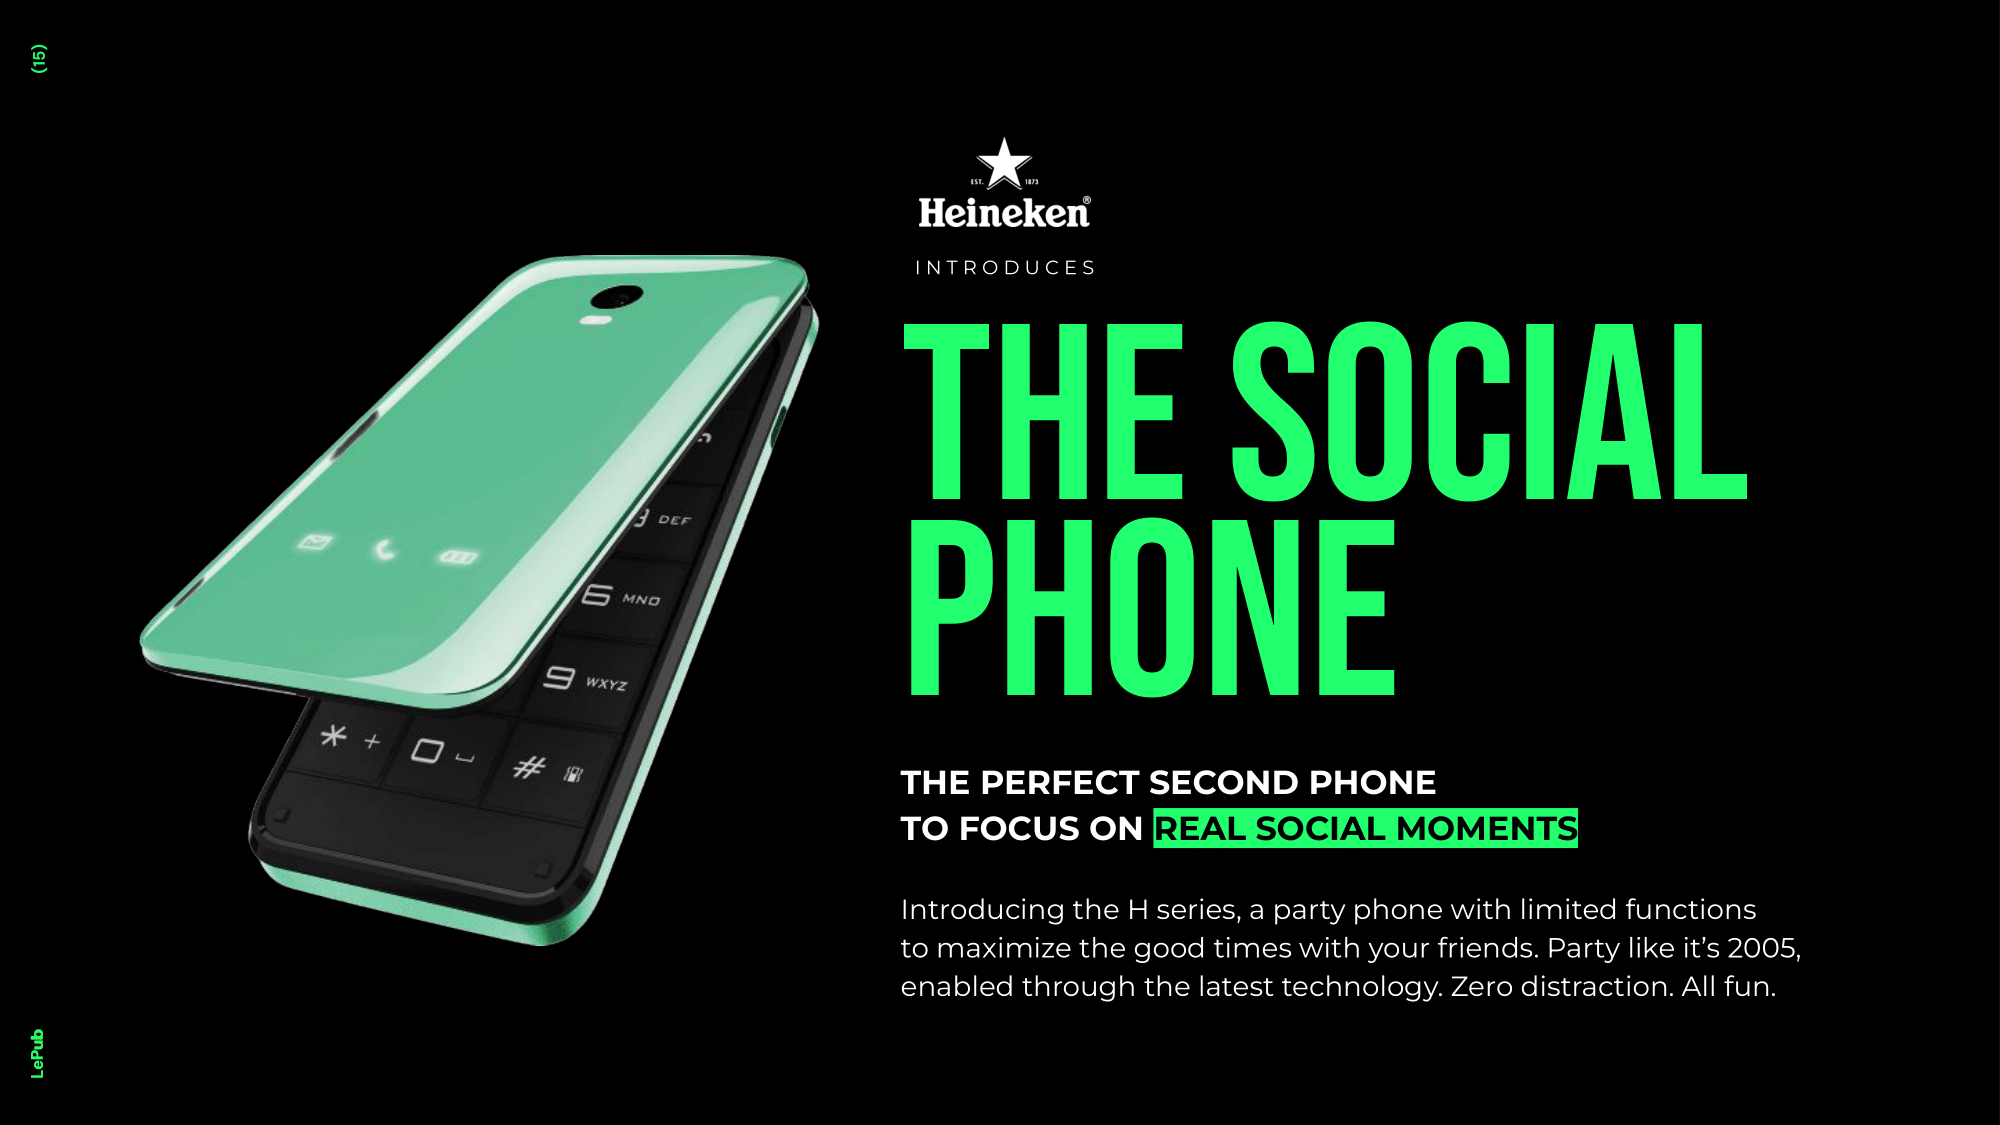 (15)
EST. 1873
Heineken®
INTRODUCES
THE SOCIAL
PHONE
THE PERFECT SECOND PHONE
TO FOCUS ON REAL SOCIAL MOMENTS
Introducing the H series, a party phone with limited functions
to maximize the good times with your friends. Party like it’s 2005,
enabled through the latest technology. Zero distraction. All fun.
DEF
6 MNO
9 WXYZ
* + 0 #
LePub